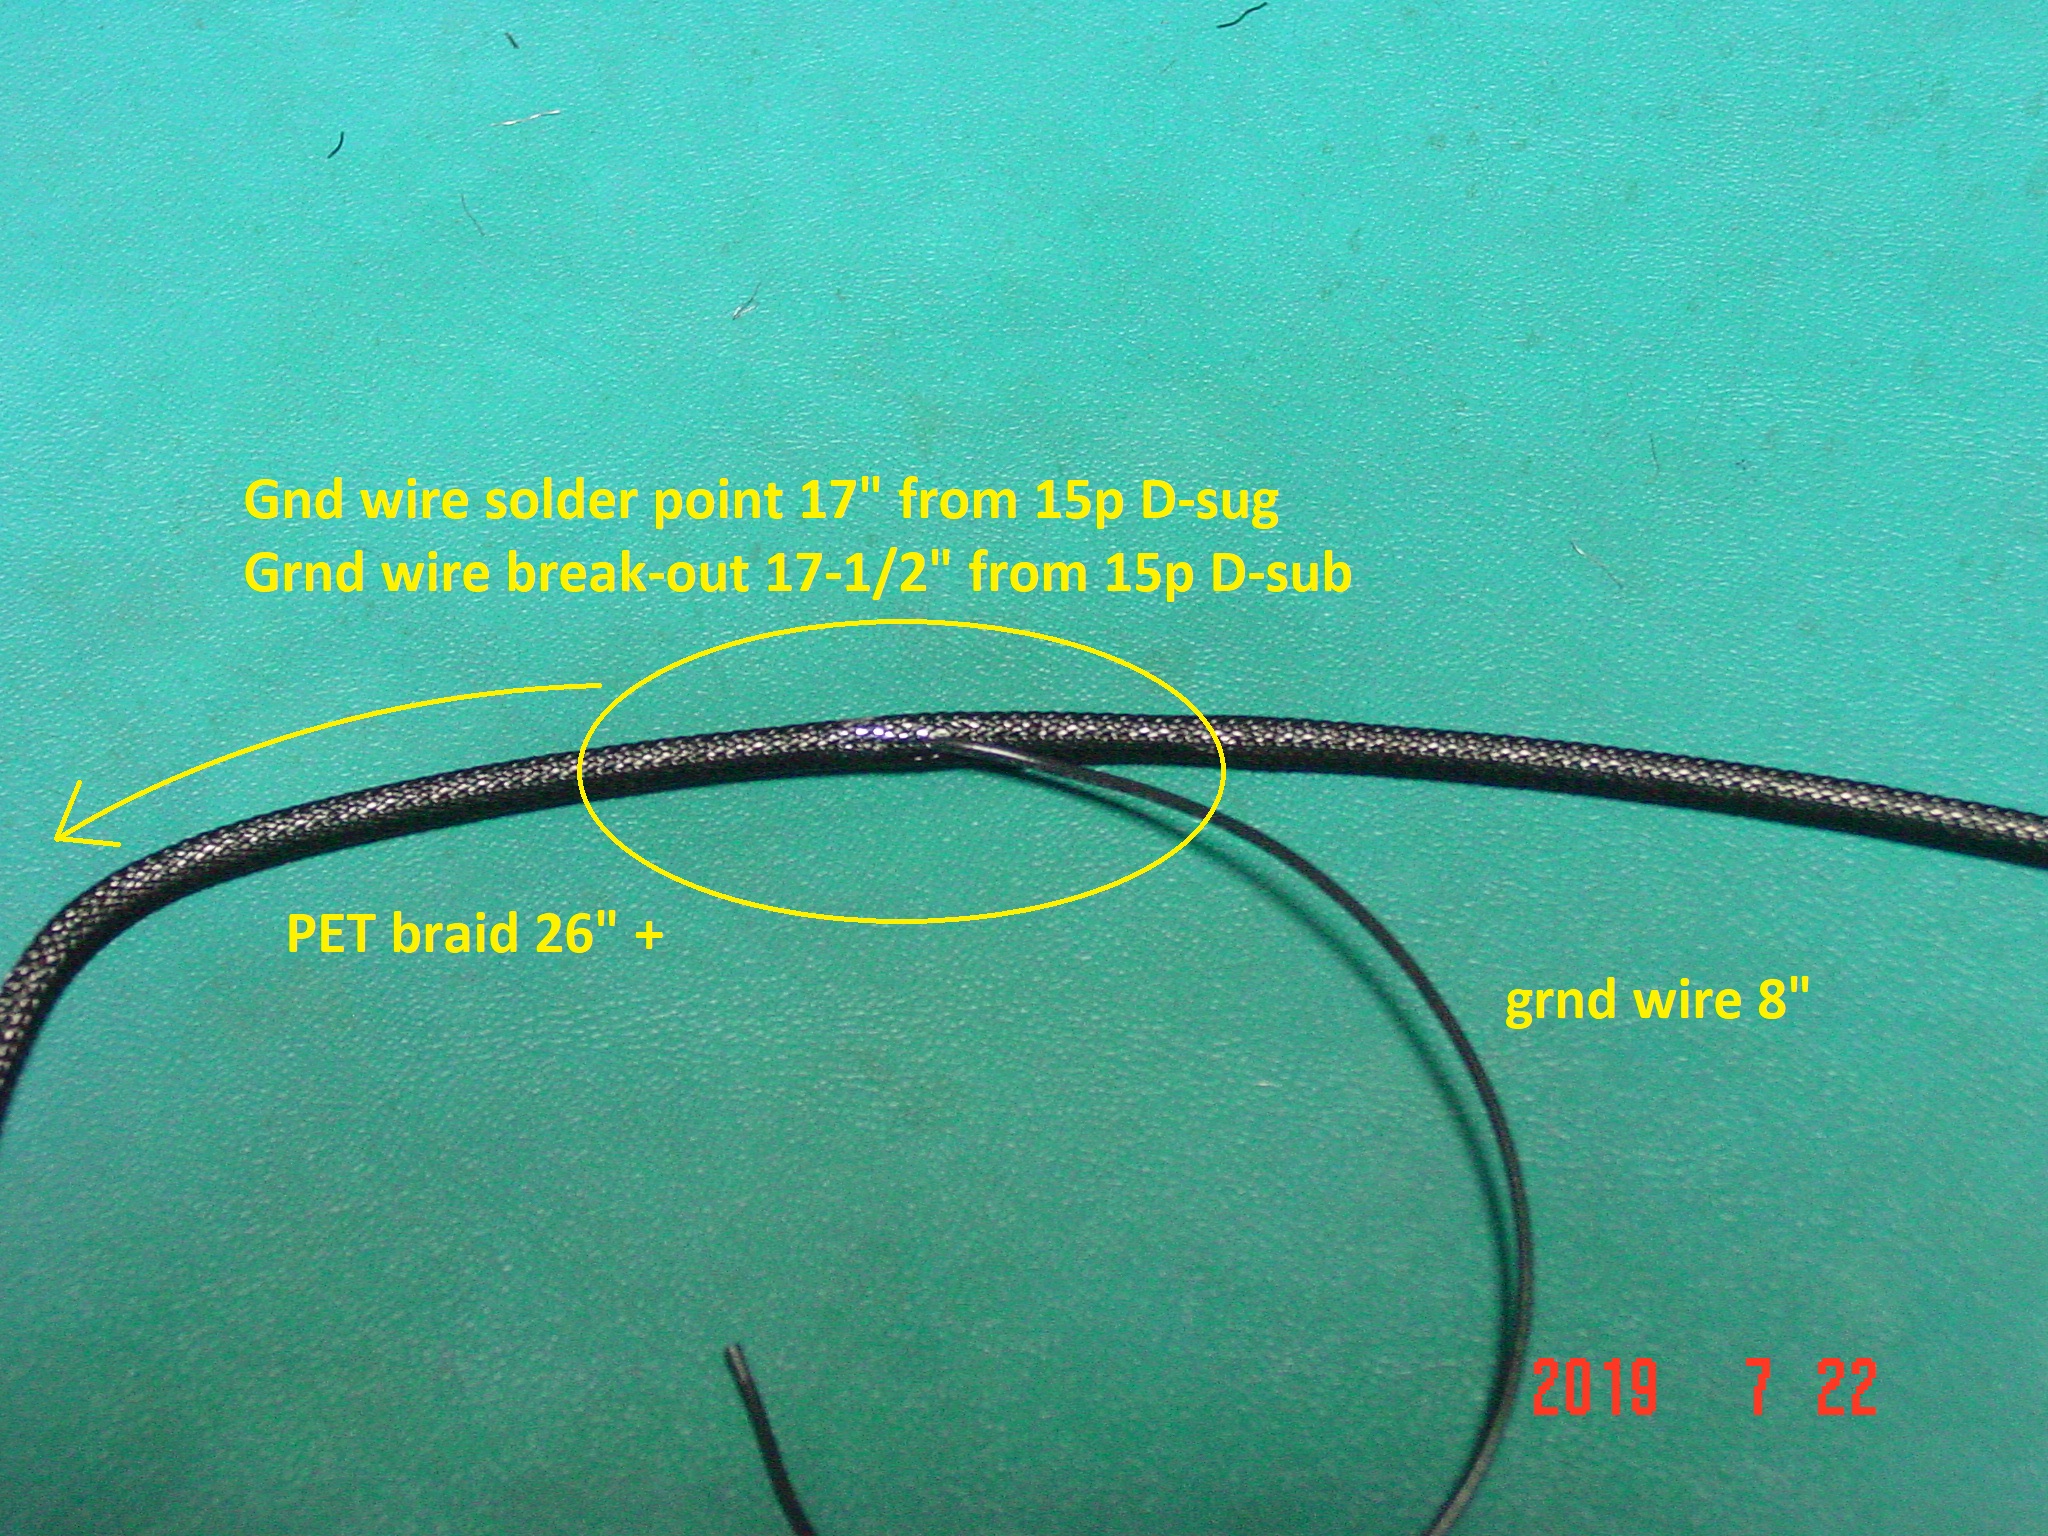 Gnd wire solder point 17" from 15p D-sug
Grnd wire break-out 17-1/2" from 15p D-sub
PET braid 26" +
grnd wire 8"
2019 7 22